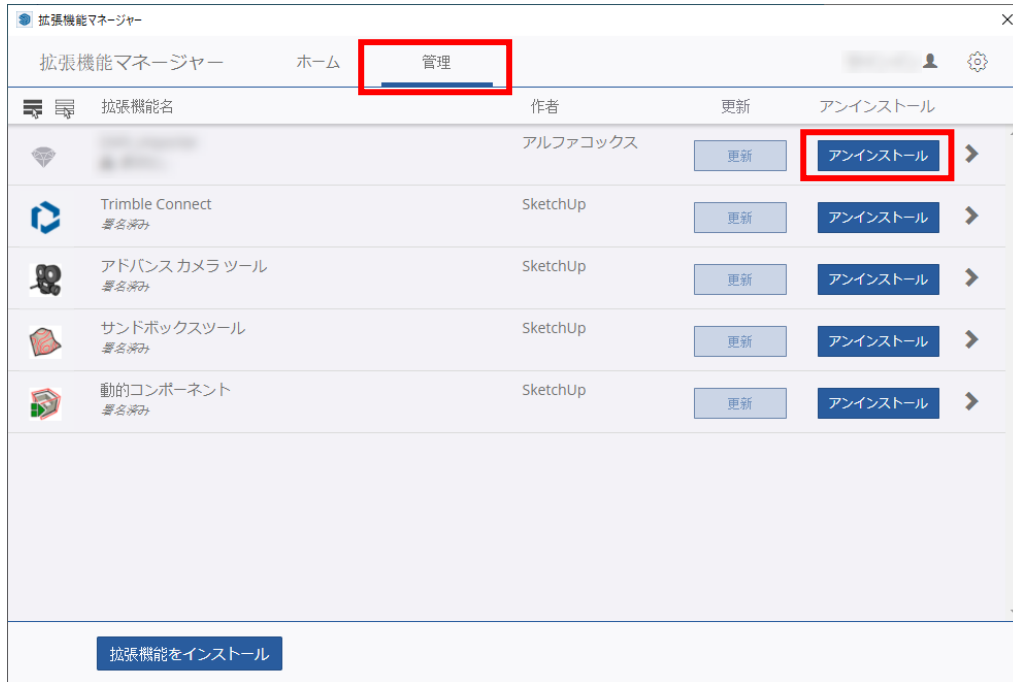 拡張機能マネージャー
拡張機能マネージャー ホーム 管理
拡張機能名 作者 更新 アンインストール
アルファコックス 更新 アンインストール
Trimble Connect SketchUp 更新 アンインストール
署名済み
アドバンス カメラ ツール SketchUp 更新 アンインストール
署名済み
サンドボックスツール SketchUp 更新 アンインストール
署名済み
動的コンポーネント SketchUp 更新 アンインストール
署名済み
拡張機能をインストール